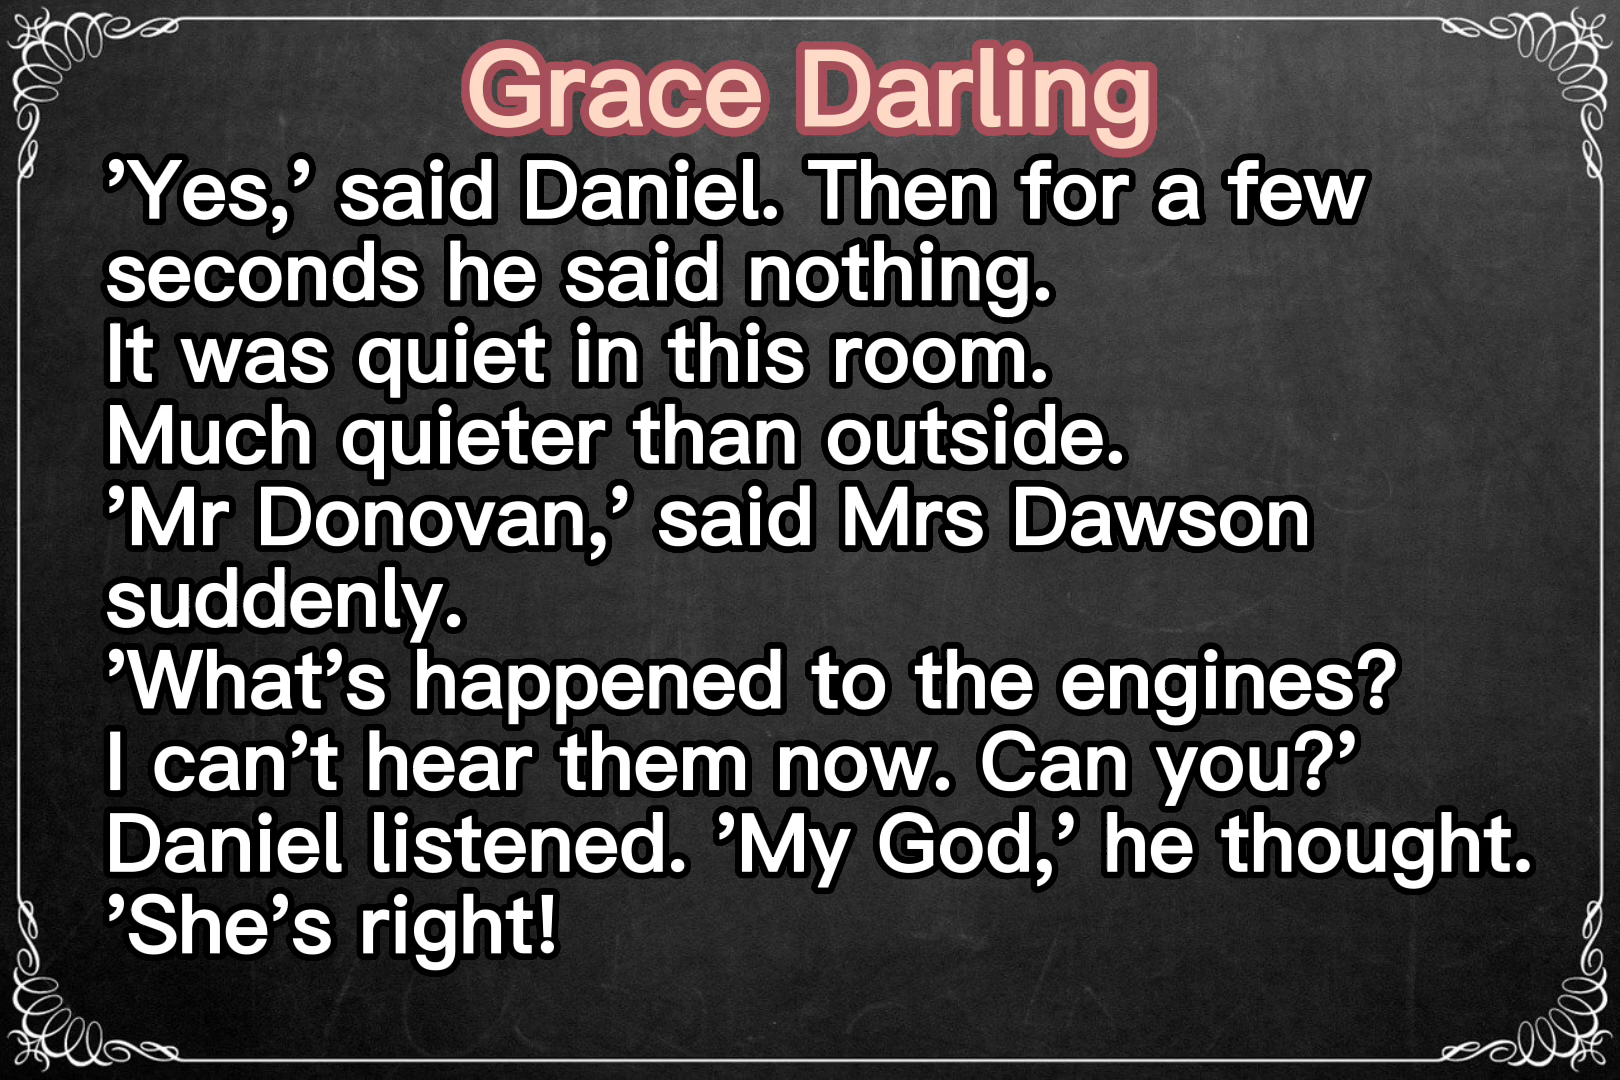 Grace Darling
’Yes,’ said Daniel. Then for a few
seconds he said nothing.
It was quiet in this room.
Much quieter than outside.
’Mr Donovan,’ said Mrs Dawson
suddenly.
’What’s happened to the engines?
I can’t hear them now. Can you?’
Daniel listened. ’My God,’ he thought.
’She’s right!